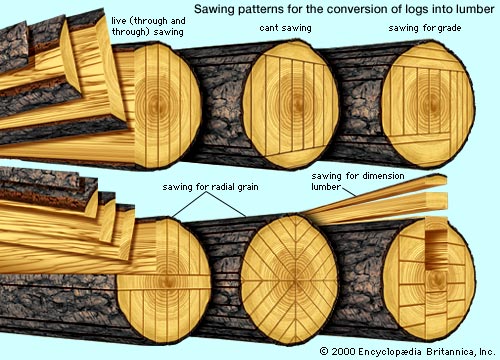 Sawing patterns for the conversion of logs into lumber
live (through and
through) sawing
cant sawing
sawing for grade
sawing for radial grain
sawing for dimension
lumber
© 2000 Encyclopædia Britannica, Inc.